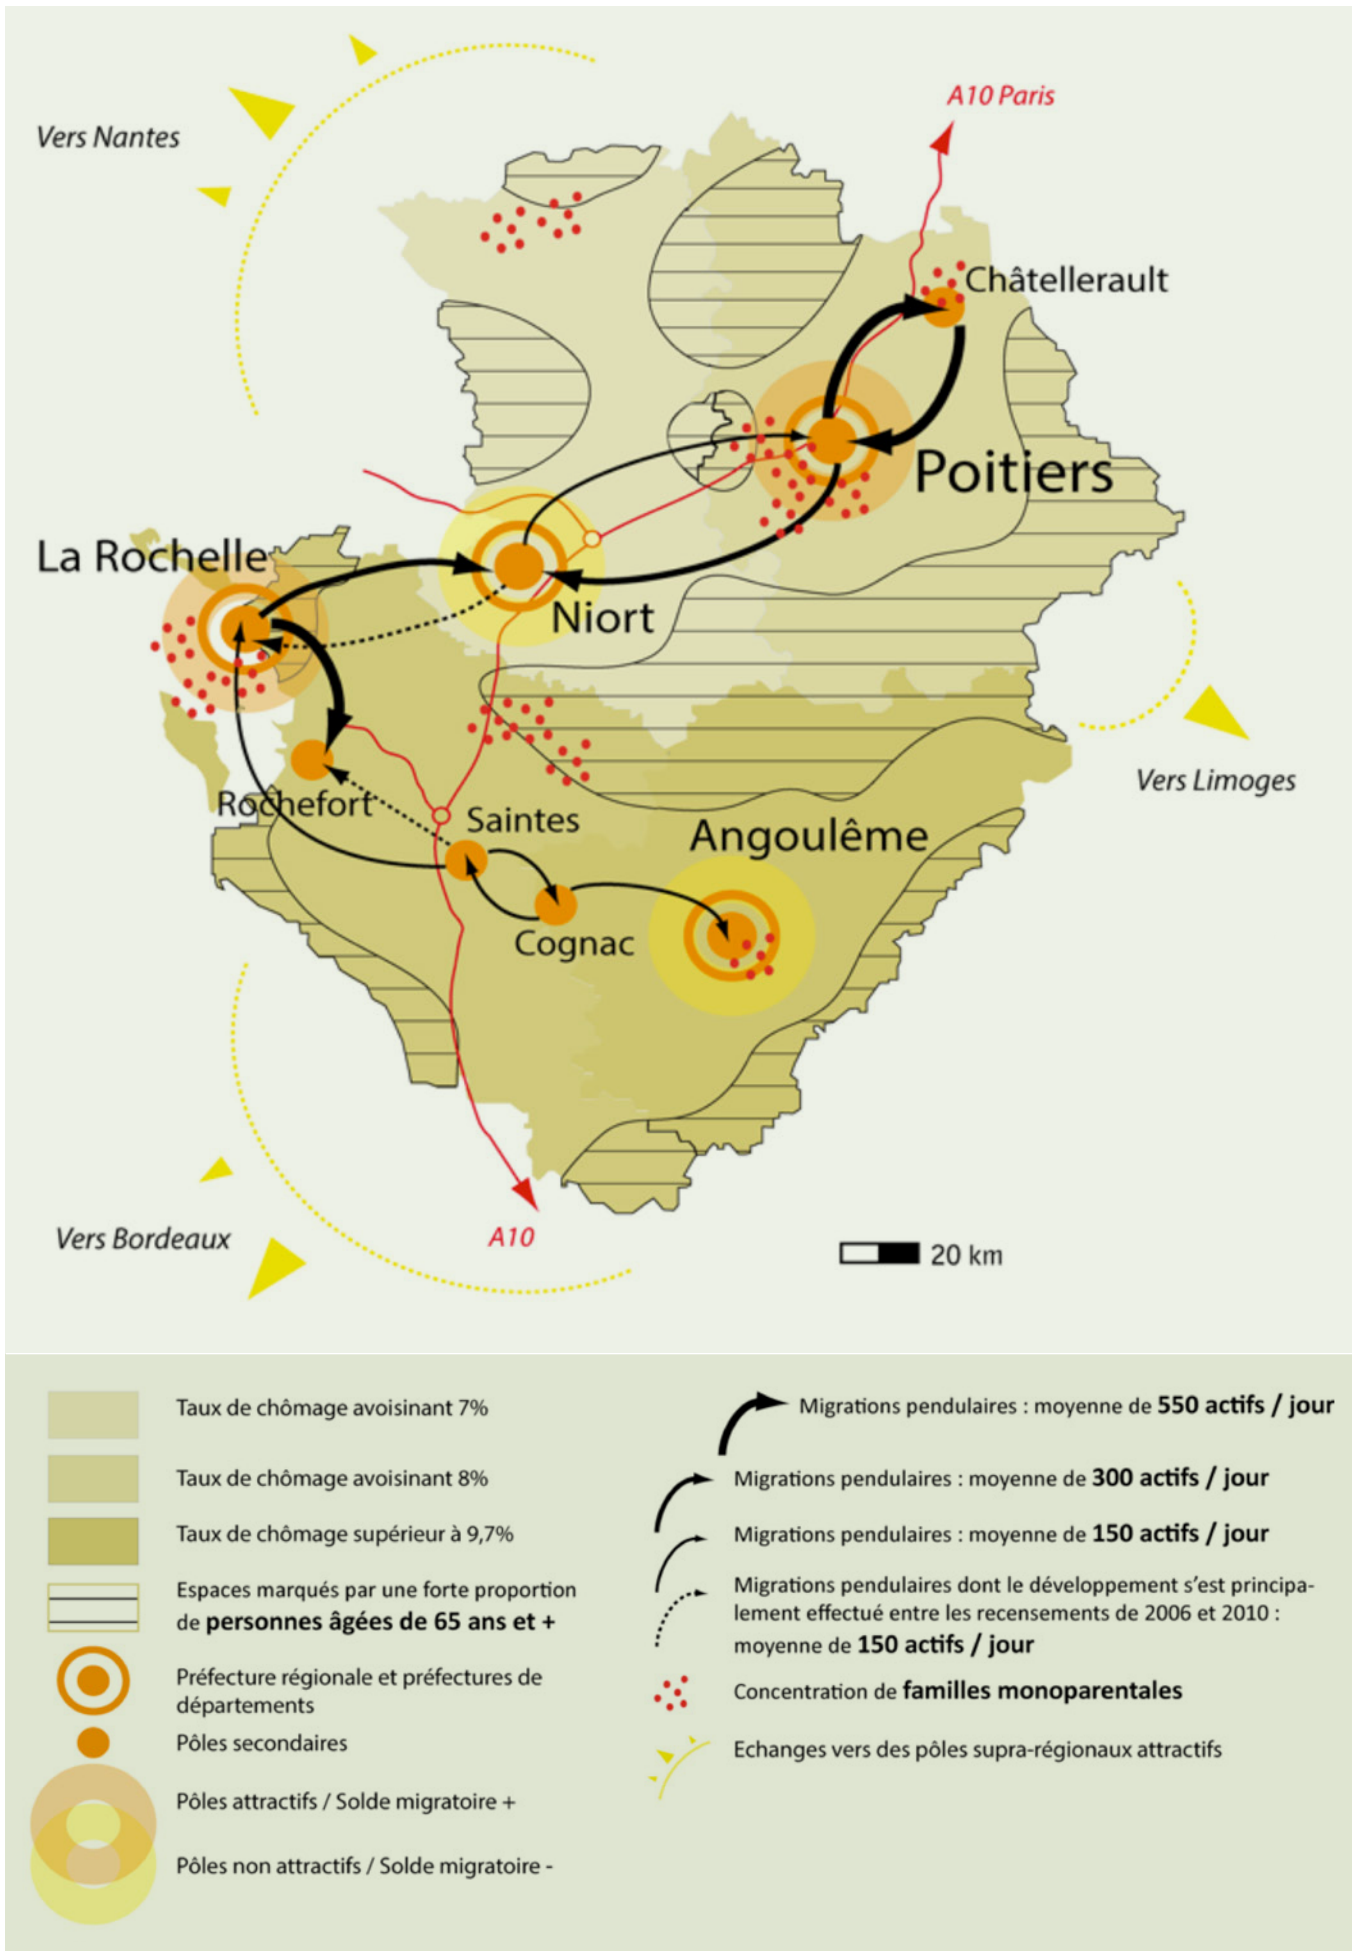 A10 Paris
Vers Nantes
Châtellerault
Poitiers
La Rochelle
Niort
Vers Limoges
Rochefort
Saintes
Angoulême
Cognac
Vers Bordeaux
A10
20 km
Taux de chômage avoisinant 7%
Taux de chômage avoisinant 8%
Taux de chômage supérieur à 9,7%
Espaces marqués par une forte proportion
de personnes âgées de 65 ans et +
Préfecture régionale et préfectures de
départements
Pôles secondaires
Pôles attractifs / Solde migratoire +
Pôles non attractifs / Solde migratoire -
Migrations pendulaires : moyenne de 550 actifs / jour
Migrations pendulaires : moyenne de 300 actifs / jour
Migrations pendulaires : moyenne de 150 actifs / jour
Migrations pendulaires dont le développement s'est principa-
lement effectué entre les recensements de 2006 et 2010 :
moyenne de 150 actifs / jour
Concentration de familles monoparentales
Echanges vers des pôles supra-régionaux attractifs